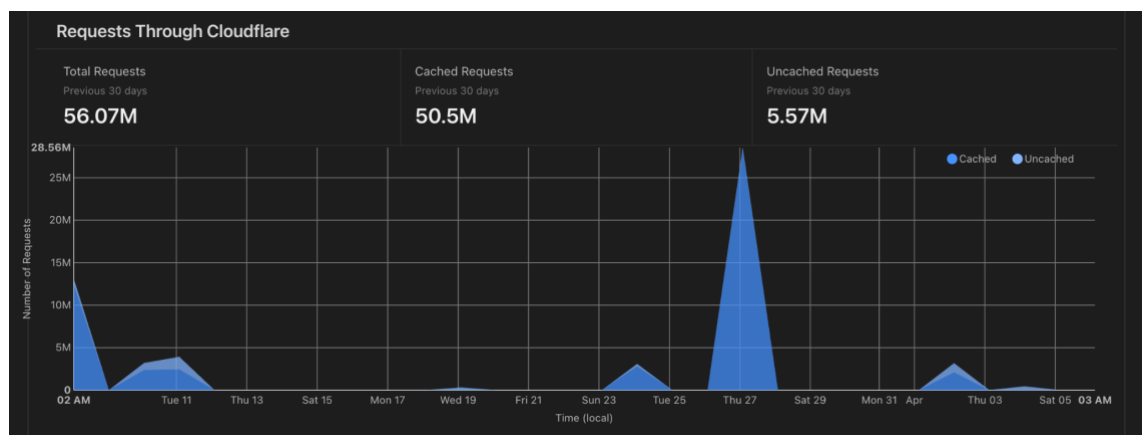 Requests Through Cloudflare
Total Requests
Previous 30 days
56.07M
Cached Requests
Previous 30 days
50.5M
Uncached Requests
Previous 30 days
5.57M
Cached Uncached
Number of Requests
28.56M
25M
20M
15M
10M
5M
0
02 AM Tue 11 Thu 13 Sat 15 Mon 17 Wed 19 Fri 21 Sun 23 Tue 25 Thu 27 Sat 29 Mon 31 Apr Thu 03 Sat 05 03 AM
Time (local)